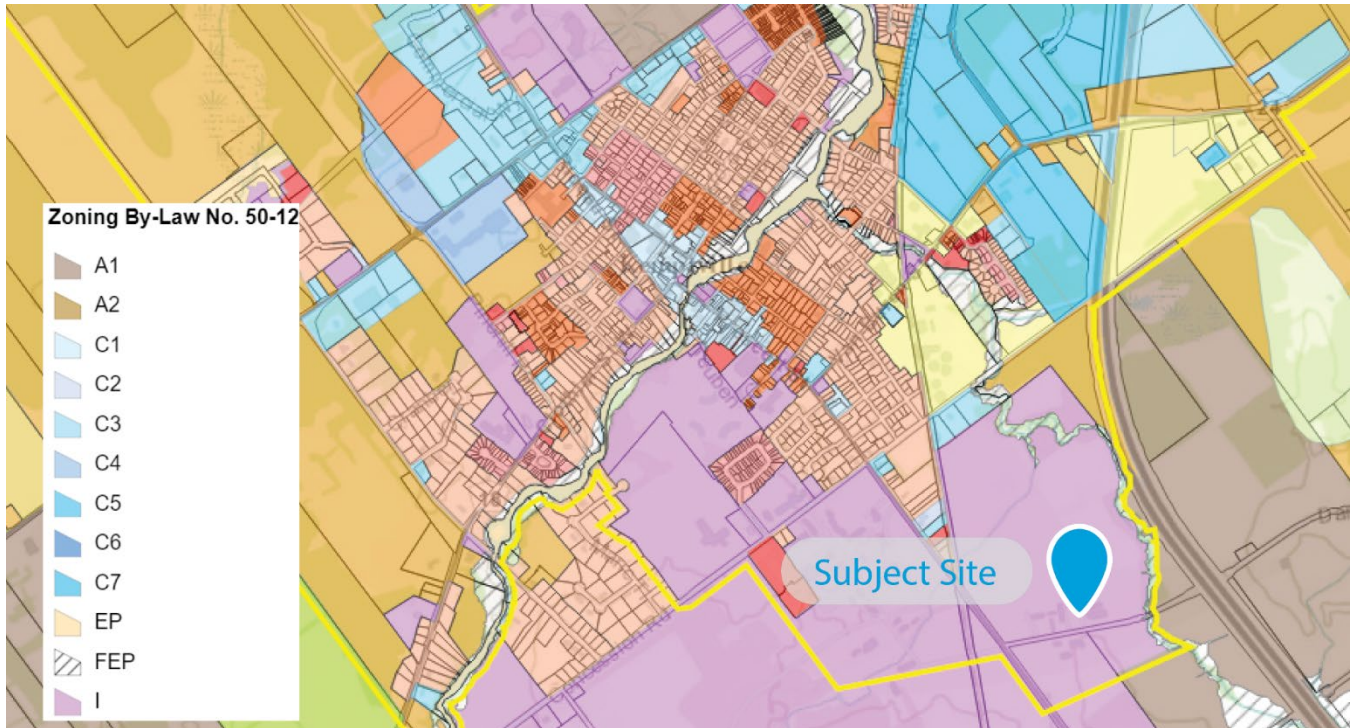 Zoning By-Law No. 50-12
A1
A2
C1
C2
C3
C4
C5
C6
C7
EP
FEP
I
Subject Site